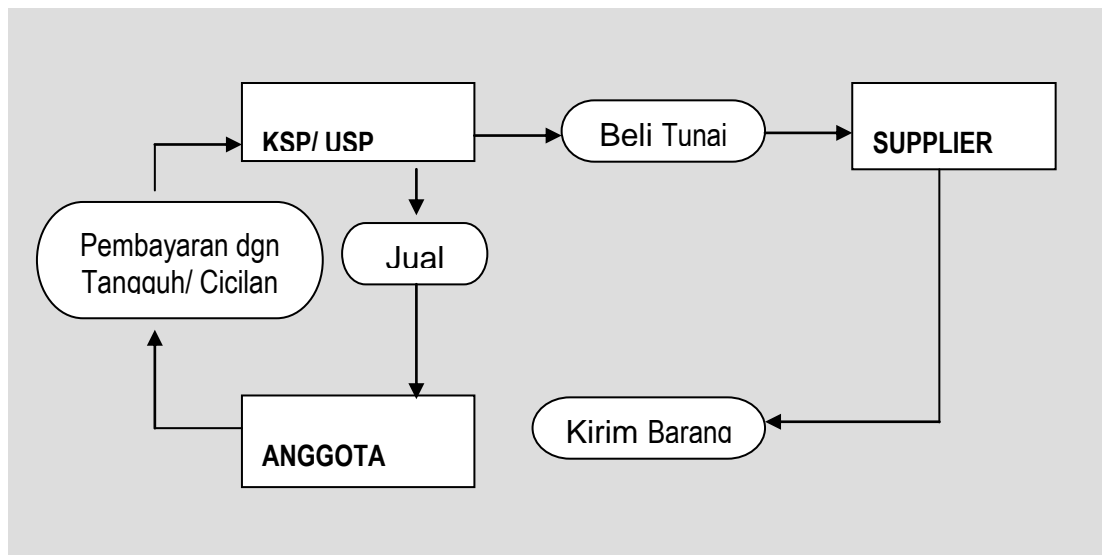 KSP/ USP
Beli Tunai
SUPPLIER
Pembayaran dgn
Tangguh/ Cicilan
Jual
Kirim Barang
ANGGOTA